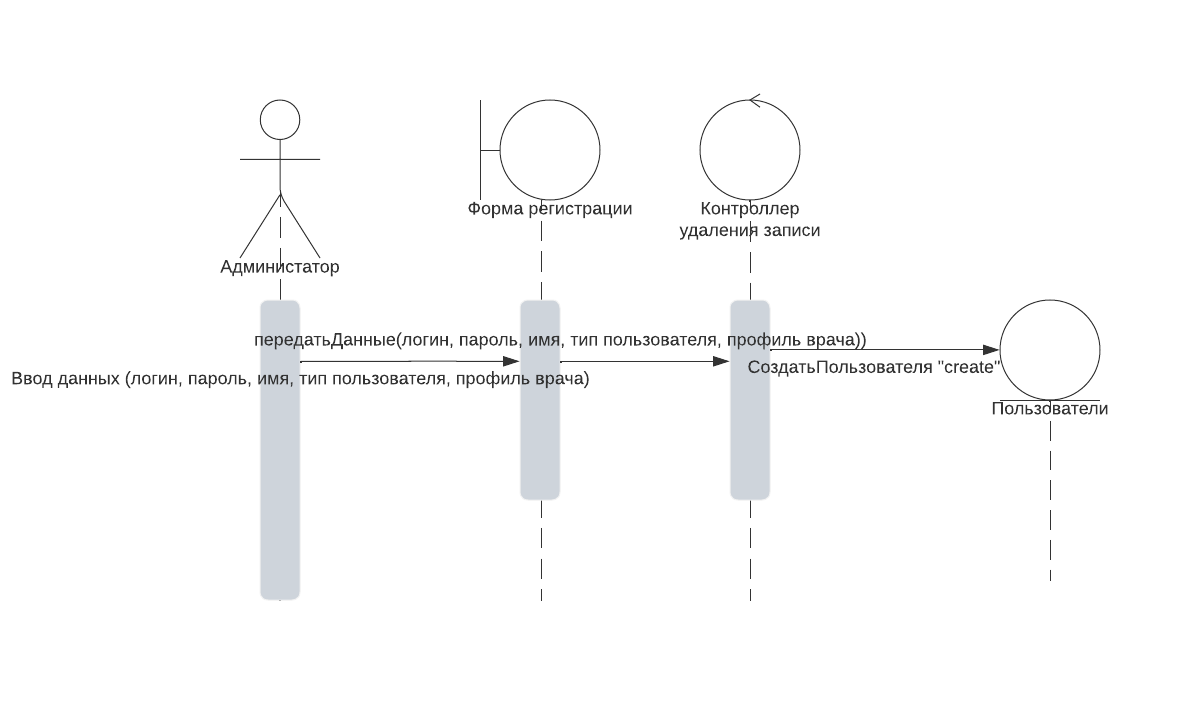 Форма регистрации
Контроллер
удаления записи
Администатор
передатьДанные(логин, пароль, имя, тип пользователя, профиль врача))
СоздатьПользователя "create"
Ввод данных (логин, пароль, имя, тип пользователя, профиль врача)
Пользователи